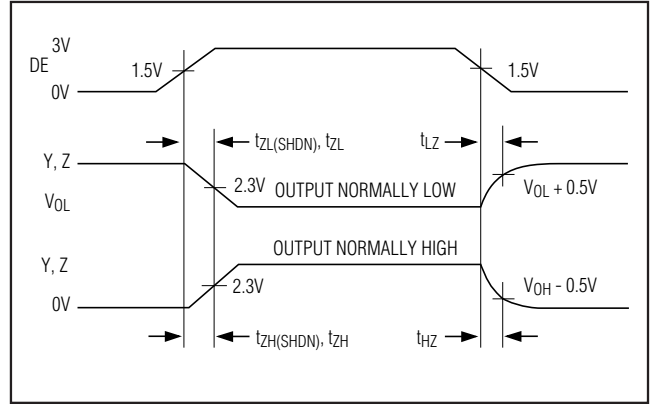 3V
DE
1.5V
1.5V
0V
tZL(SHDN), tZL
tLZ
Y, Z
2.3V
OUTPUT NORMALLY LOW
VOL + 0.5V
VOL
OUTPUT NORMALLY HIGH
Y, Z
2.3V
VOH - 0.5V
0V
tZH(SHDN), tZH
tHZ